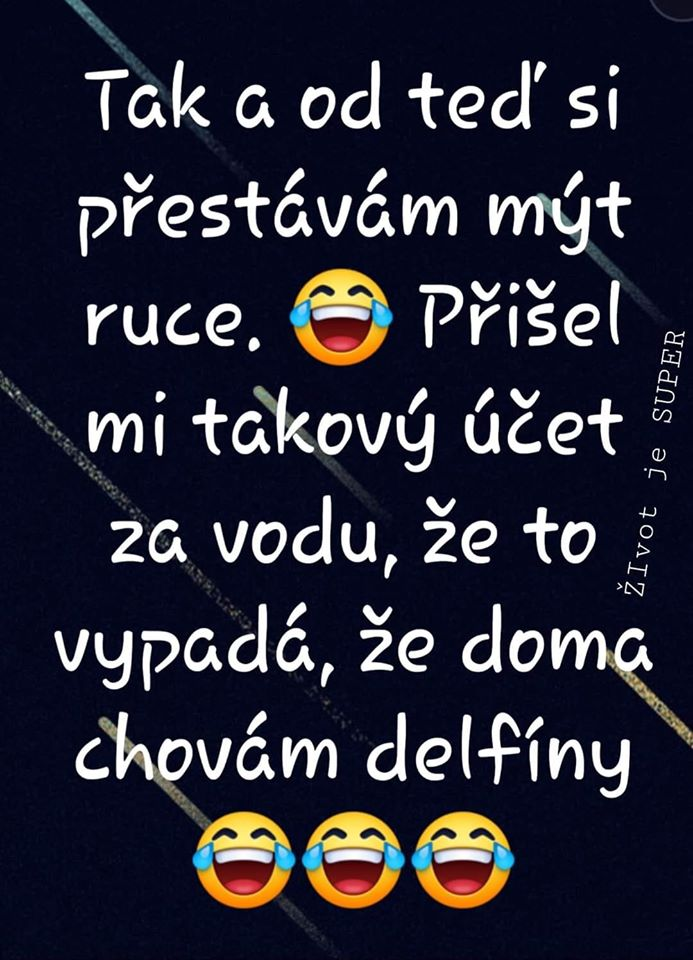 Tak a od teď si
přestávám mýt
ruce. 😂 Přišel
mi takový účet
za vodu, že to
vypadá, že doma
chovám delfíny
😂😂😂
ŽIvot je SUPER